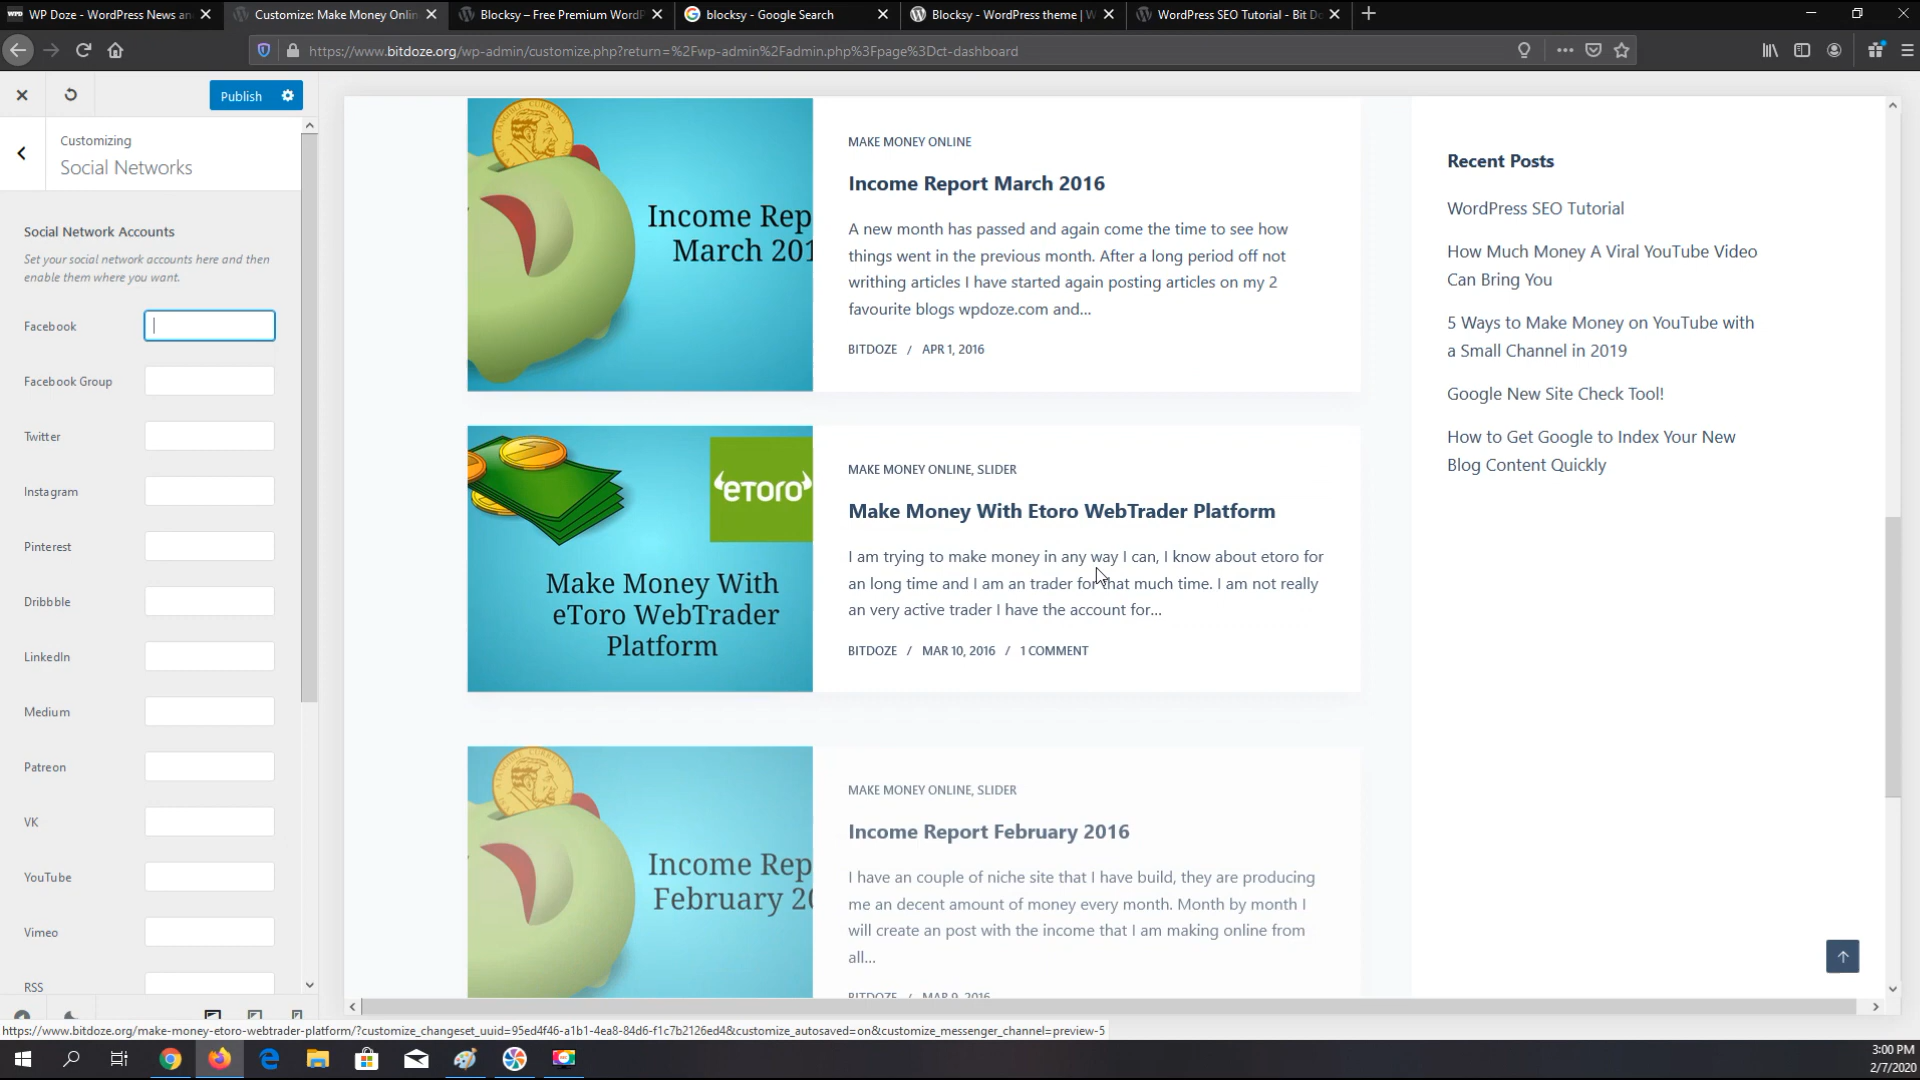 WP Doze - WordPress News an
Customize: Make Money Onlin
Blocksy – Free Premium WordP
blocksy - Google Search
Blocksy - WordPress theme | W
WordPress SEO Tutorial - Bit Do
https://www.bitdoze.org/wp-admin/customize.php?return=%2Fwp-admin%2Fadmin.php%3Fpage%3Dct-dashboard
Publish
Customizing
Social Networks
Social Network Accounts
Set your social network accounts here and then
enable them where you want.
Facebook
Facebook Group
Twitter
Instagram
Pinterest
Dribbble
LinkedIn
Medium
Patreon
VK
YouTube
Vimeo
RSS
Income Rep
March 201
MAKE MONEY ONLINE
Income Report March 2016
A new month has passed and again come the time to see how
things went in the previous month. After a long period off not
writhing articles I have started again posting articles on my 2
favourite blogs wpdoze.com and...
BITDOZE / APR 1, 2016
eToro
Make Money With
eToro WebTrader
Platform
MAKE MONEY ONLINE, SLIDER
Make Money With Etoro WebTrader Platform
I am trying to make money in any way I can, I know about etoro for
an long time and I am an trader for that much time. I am not really
an very active trader I have the account for...
BITDOZE / MAR 10, 2016 / 1 COMMENT
Income Rep
February 20
MAKE MONEY ONLINE, SLIDER
Income Report February 2016
I have an couple of niche site that I have build, they are producing
me an decent amount of money every month. Month by month I
will create an post with the income that I am making online from
all...
BITDOZE / MAR 9, 2016
Recent Posts
WordPress SEO Tutorial
How Much Money A Viral YouTube Video
Can Bring You
5 Ways to Make Money on YouTube with
a Small Channel in 2019
Google New Site Check Tool!
How to Get Google to Index Your New
Blog Content Quickly
https://www.bitdoze.org/make-money-etoro-webtrader-platform/?customize_changeset_uuid=95ed4f46-a1b1-4ea8-84d6-f1c7b2126ed4&customize_autosaved=on&customize_messenger_channel=preview-5
3:00 PM
2/7/2020